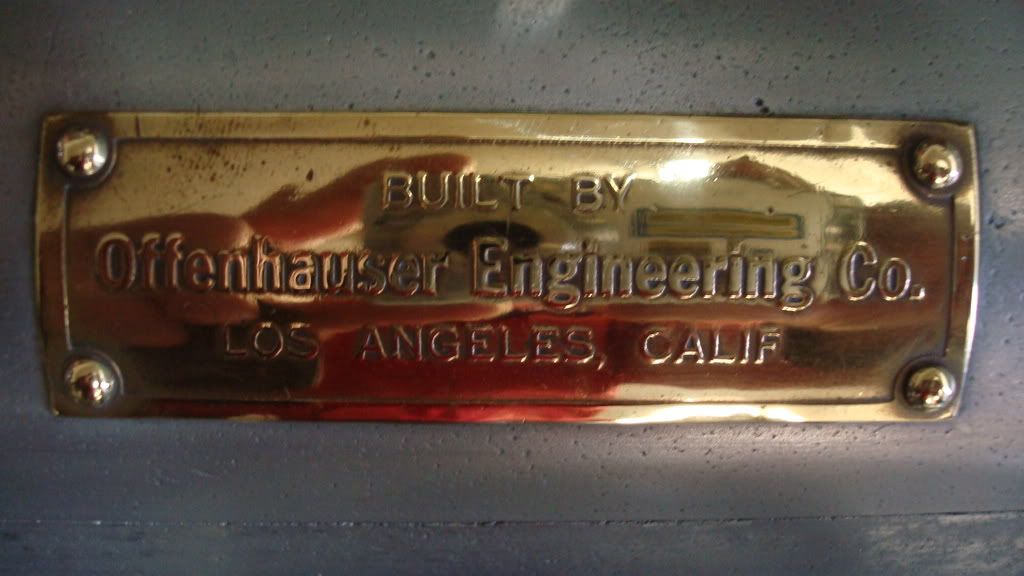 BUILT BY
Offenhauser Engineering Co.
LOS ANGELES, CALIF